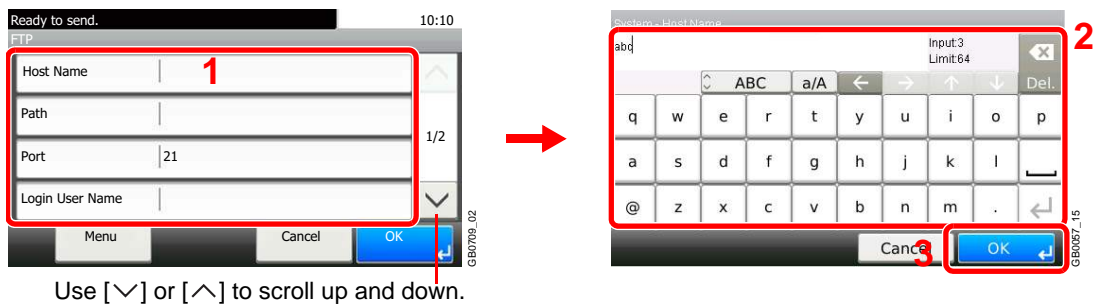 Ready to send.
10:10
FTP
Host Name
1
Path
1/2
Port 21
Login User Name
Menu Cancel OK
GB0709_02
Use [∨] or [∧] to scroll up and down.
System - Host Name
2
abc
Input:3
Limit:64
ABC a/A ← → ↑ ↓ Del.
q w e r t y u i o p
a s d f g h j k l
@ z x c v b n m .
Cancel OK
3
GB0057_15